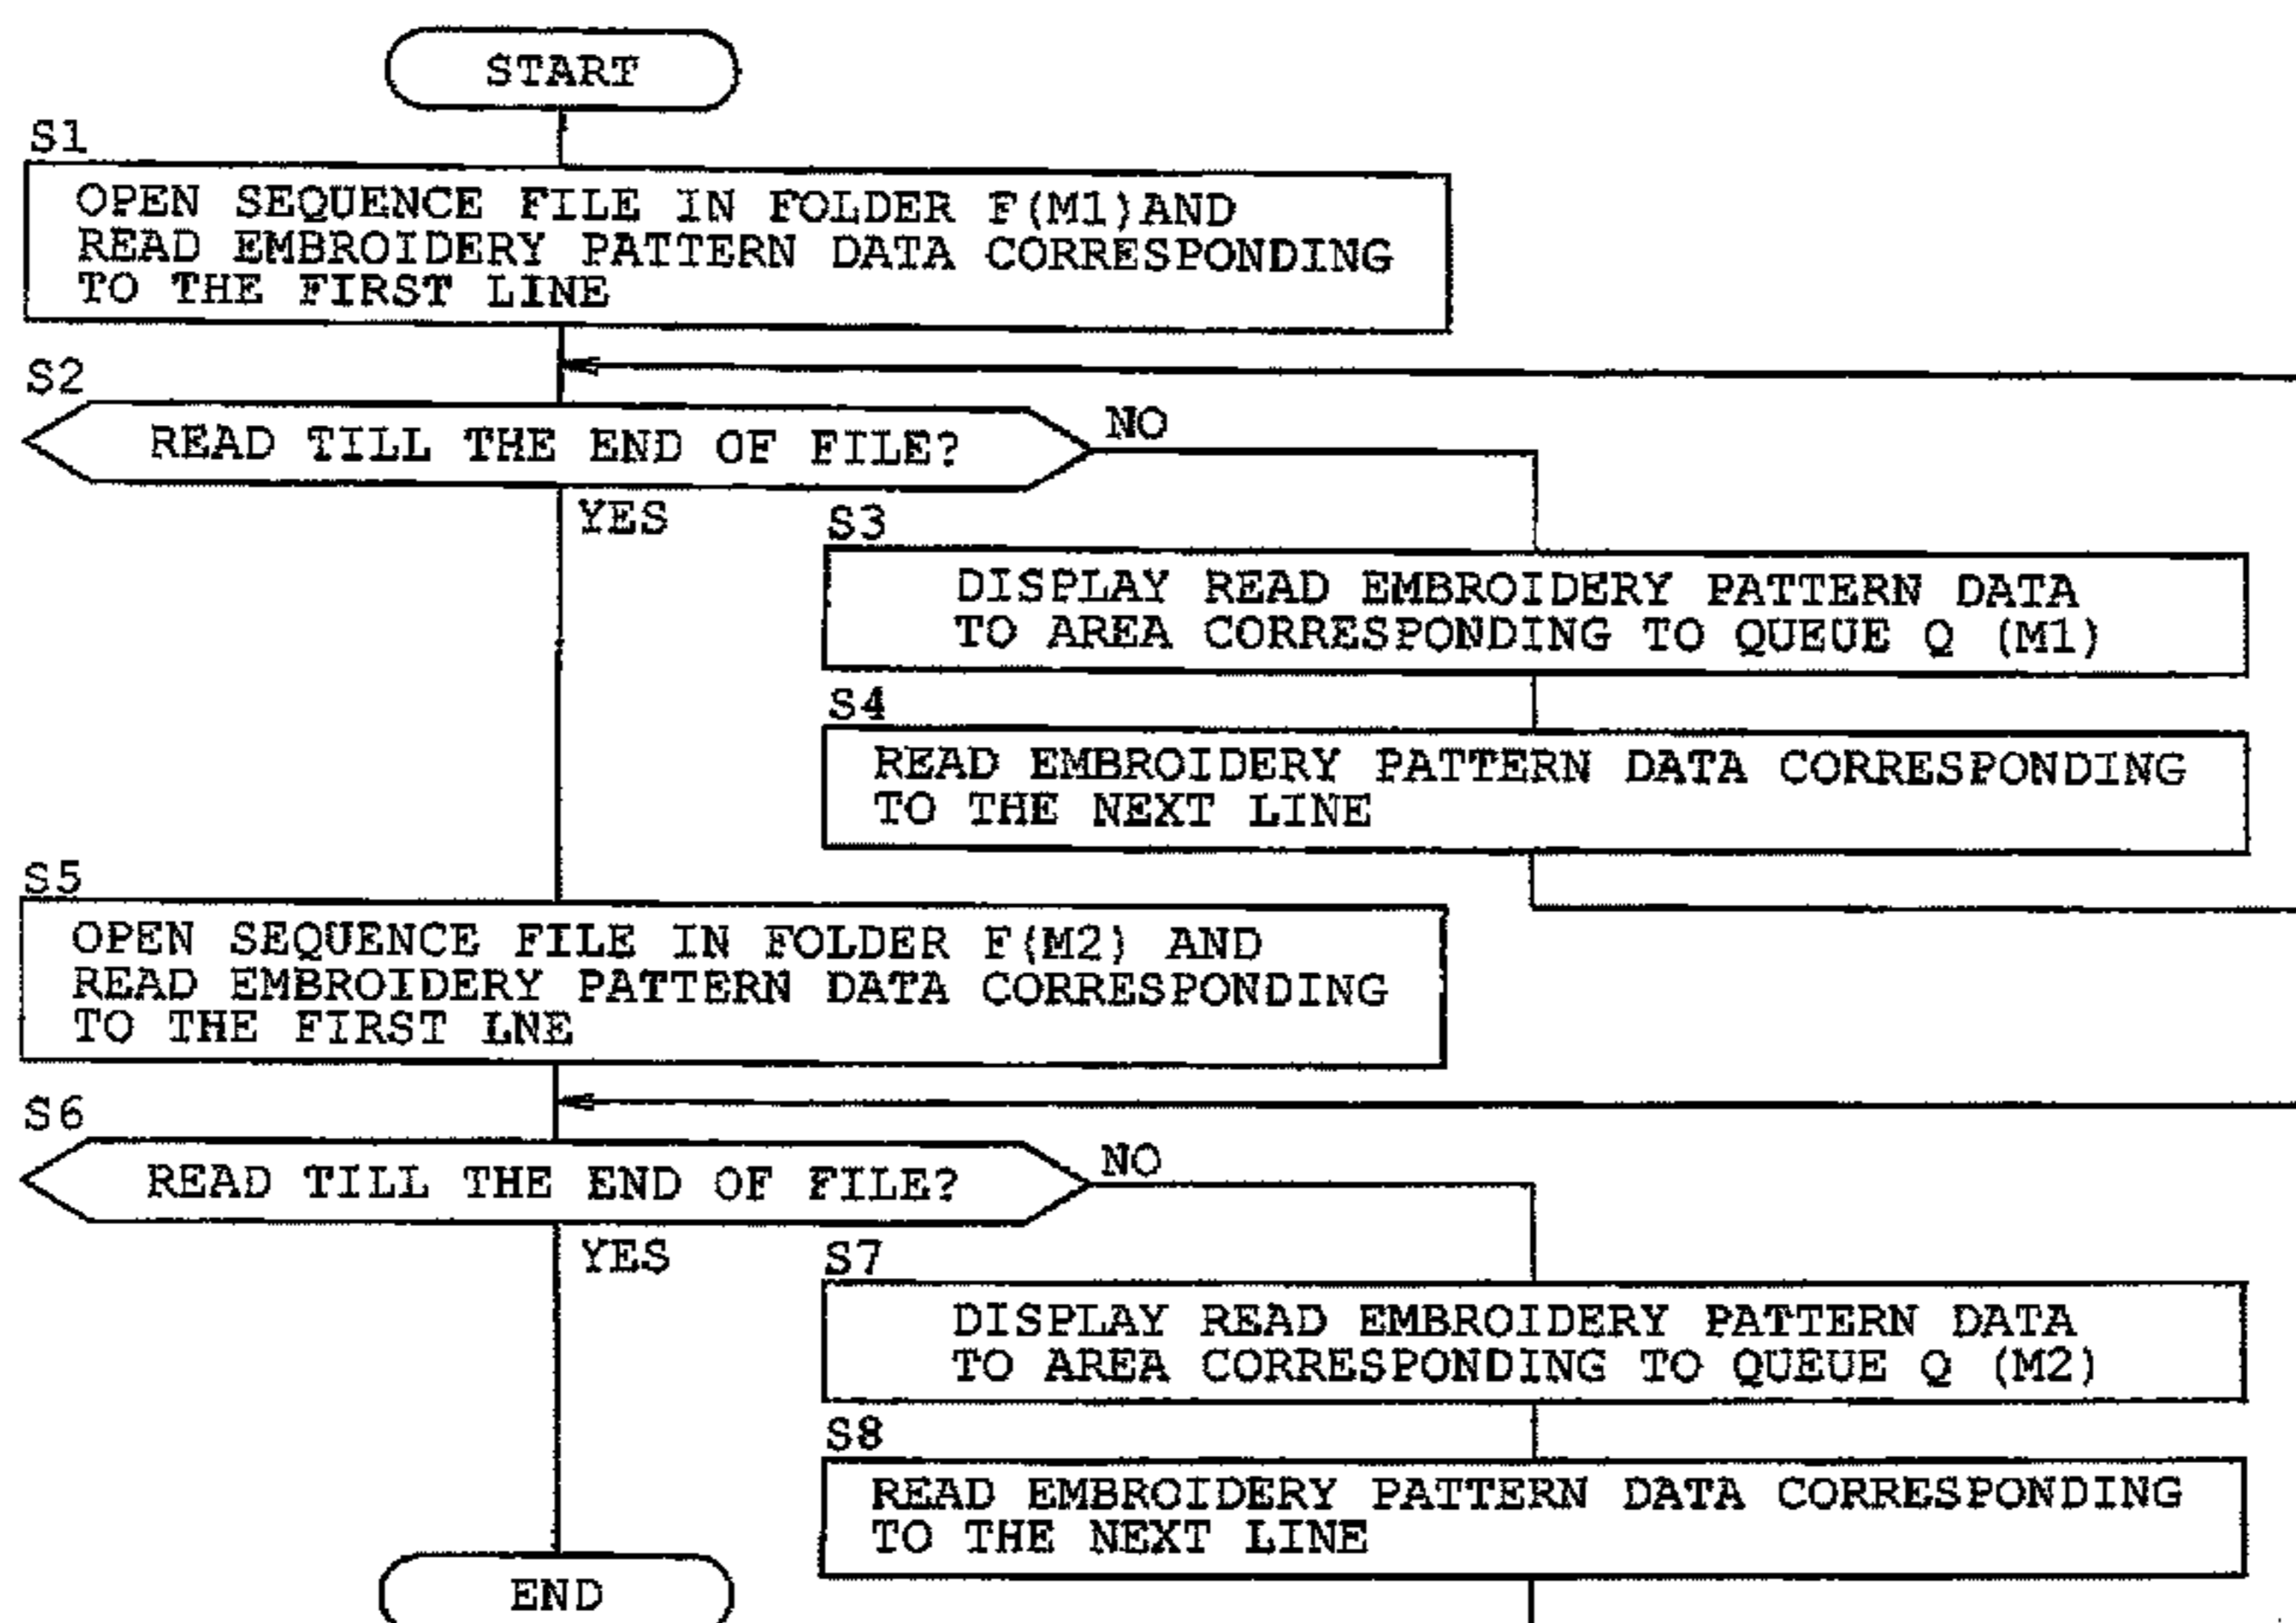 START
S1
OPEN SEQUENCE FILE IN FOLDER F(M1)AND
READ EMBROIDERY PATTERN DATA CORRESPONDING
TO THE FIRST LINE
S2
READ TILL THE END OF FILE?
NO
YES
S3
DISPLAY READ EMBROIDERY PATTERN DATA
TO AREA CORRESPONDING TO QUEUE Q (M1)
S4
READ EMBROIDERY PATTERN DATA CORRESPONDING
TO THE NEXT LINE
S5
OPEN SEQUENCE FILE IN FOLDER F(M2) AND
READ EMBROIDERY PATTERN DATA CORRESPONDING
TO THE FIRST LNE
S6
READ TILL THE END OF FILE?
NO
YES
S7
DISPLAY READ EMBROIDERY PATTERN DATA
TO AREA CORRESPONDING TO QUEUE Q (M2)
S8
READ EMBROIDERY PATTERN DATA CORRESPONDING
TO THE NEXT LINE
END